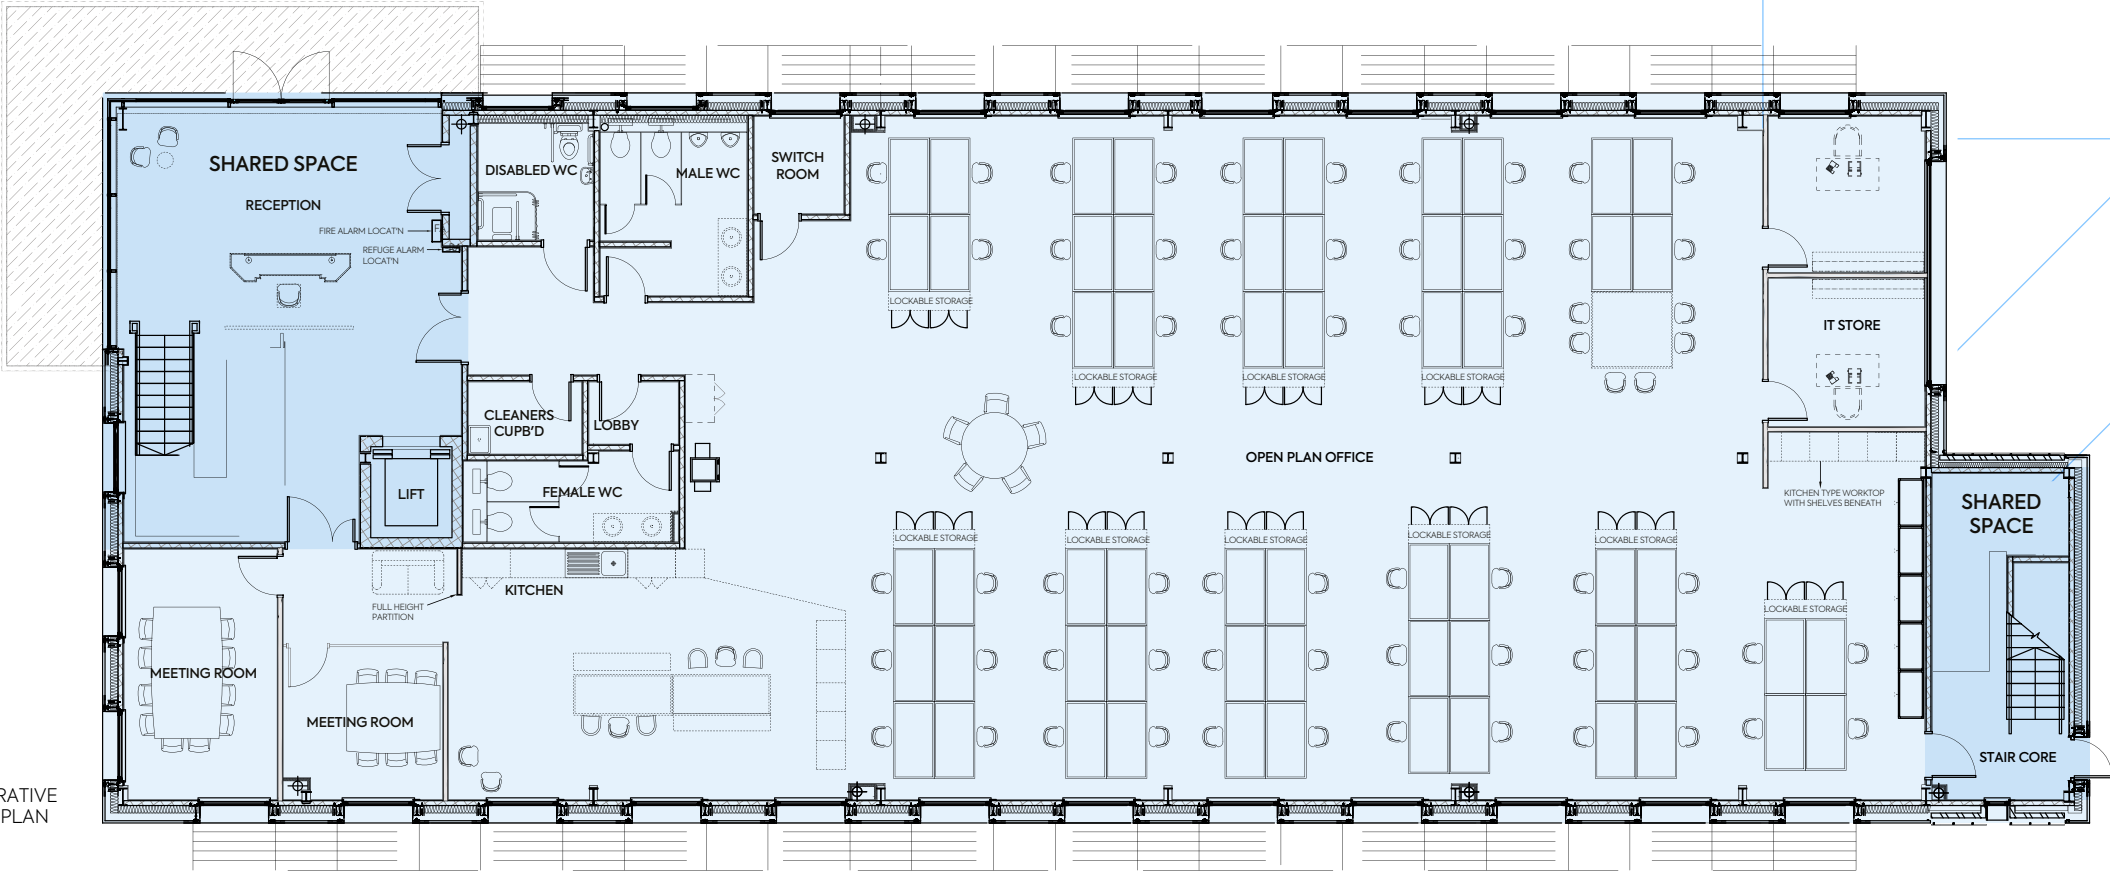 SHARED SPACE
RECEPTION
FIRE ALARM LOCAT'N
F
REFUGE ALARM
LOCAT'N
DISABLED WC
MALE WC
SWITCH
ROOM
LOCKABLE STORAGE
LOCKABLE STORAGE
LOCKABLE STORAGE
LOCKABLE STORAGE
IT STORE
CLEANERS
CUPB'D
LOBBY
LIFT
FEMALE WC
OPEN PLAN OFFICE
KITCHEN TYPE WORKTOP
WITH SHELVES BENEATH
SHARED
SPACE
LOCKABLE STORAGE
LOCKABLE STORAGE
LOCKABLE STORAGE
LOCKABLE STORAGE
LOCKABLE STORAGE
LOCKABLE STORAGE
KITCHEN
FULL HEIGHT
PARTITION
MEETING ROOM
MEETING ROOM
STAIR CORE
RATIVE
PLAN